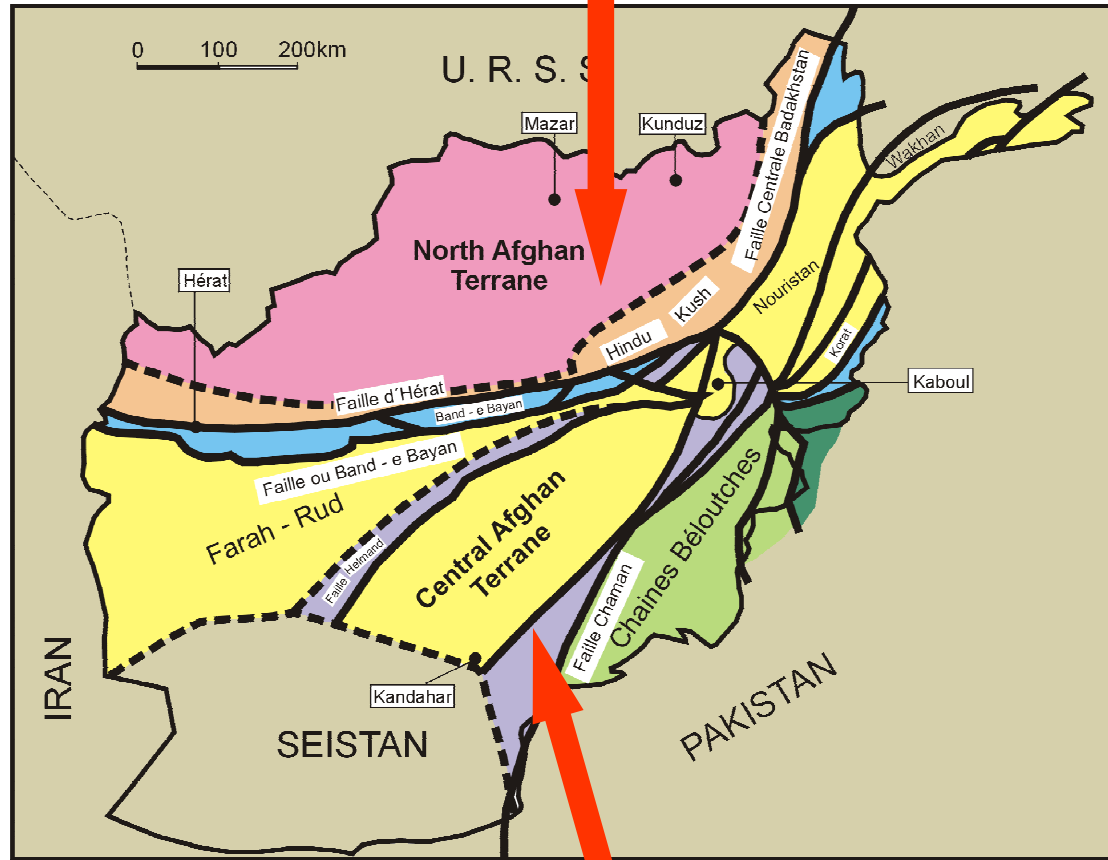 0 100 200km
U. R. S. S
Mazar
Kunduz
Faille Centrale Badakhstan
Wakhan
North Afghan
Terrane
Hérat
Nouristan
Hindu Kush
Korat
Kaboul
Faille d´Hérat
Band - e Bayan
Faille ou Band - e Bayan
Farah - Rud
Faille Helmand
Central Afghan
Terrane
Chaines Béloutches
Faille Chaman
Kandahar
IRAN
SEISTAN
PAKISTAN